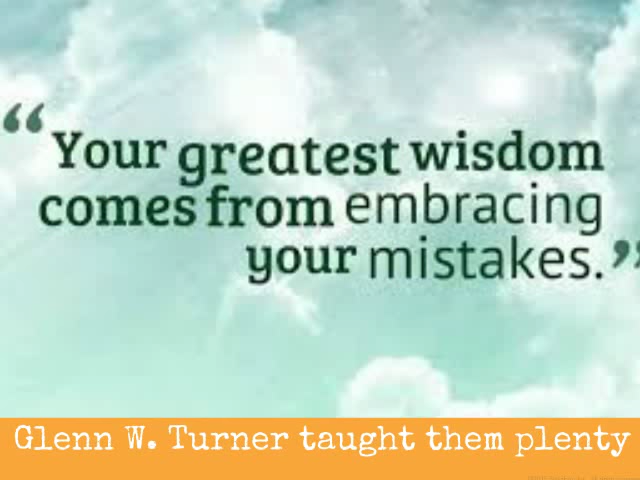 “Your greatest wisdom
comes from embracing
your mistakes.”
Glenn W. Turner taught them plenty